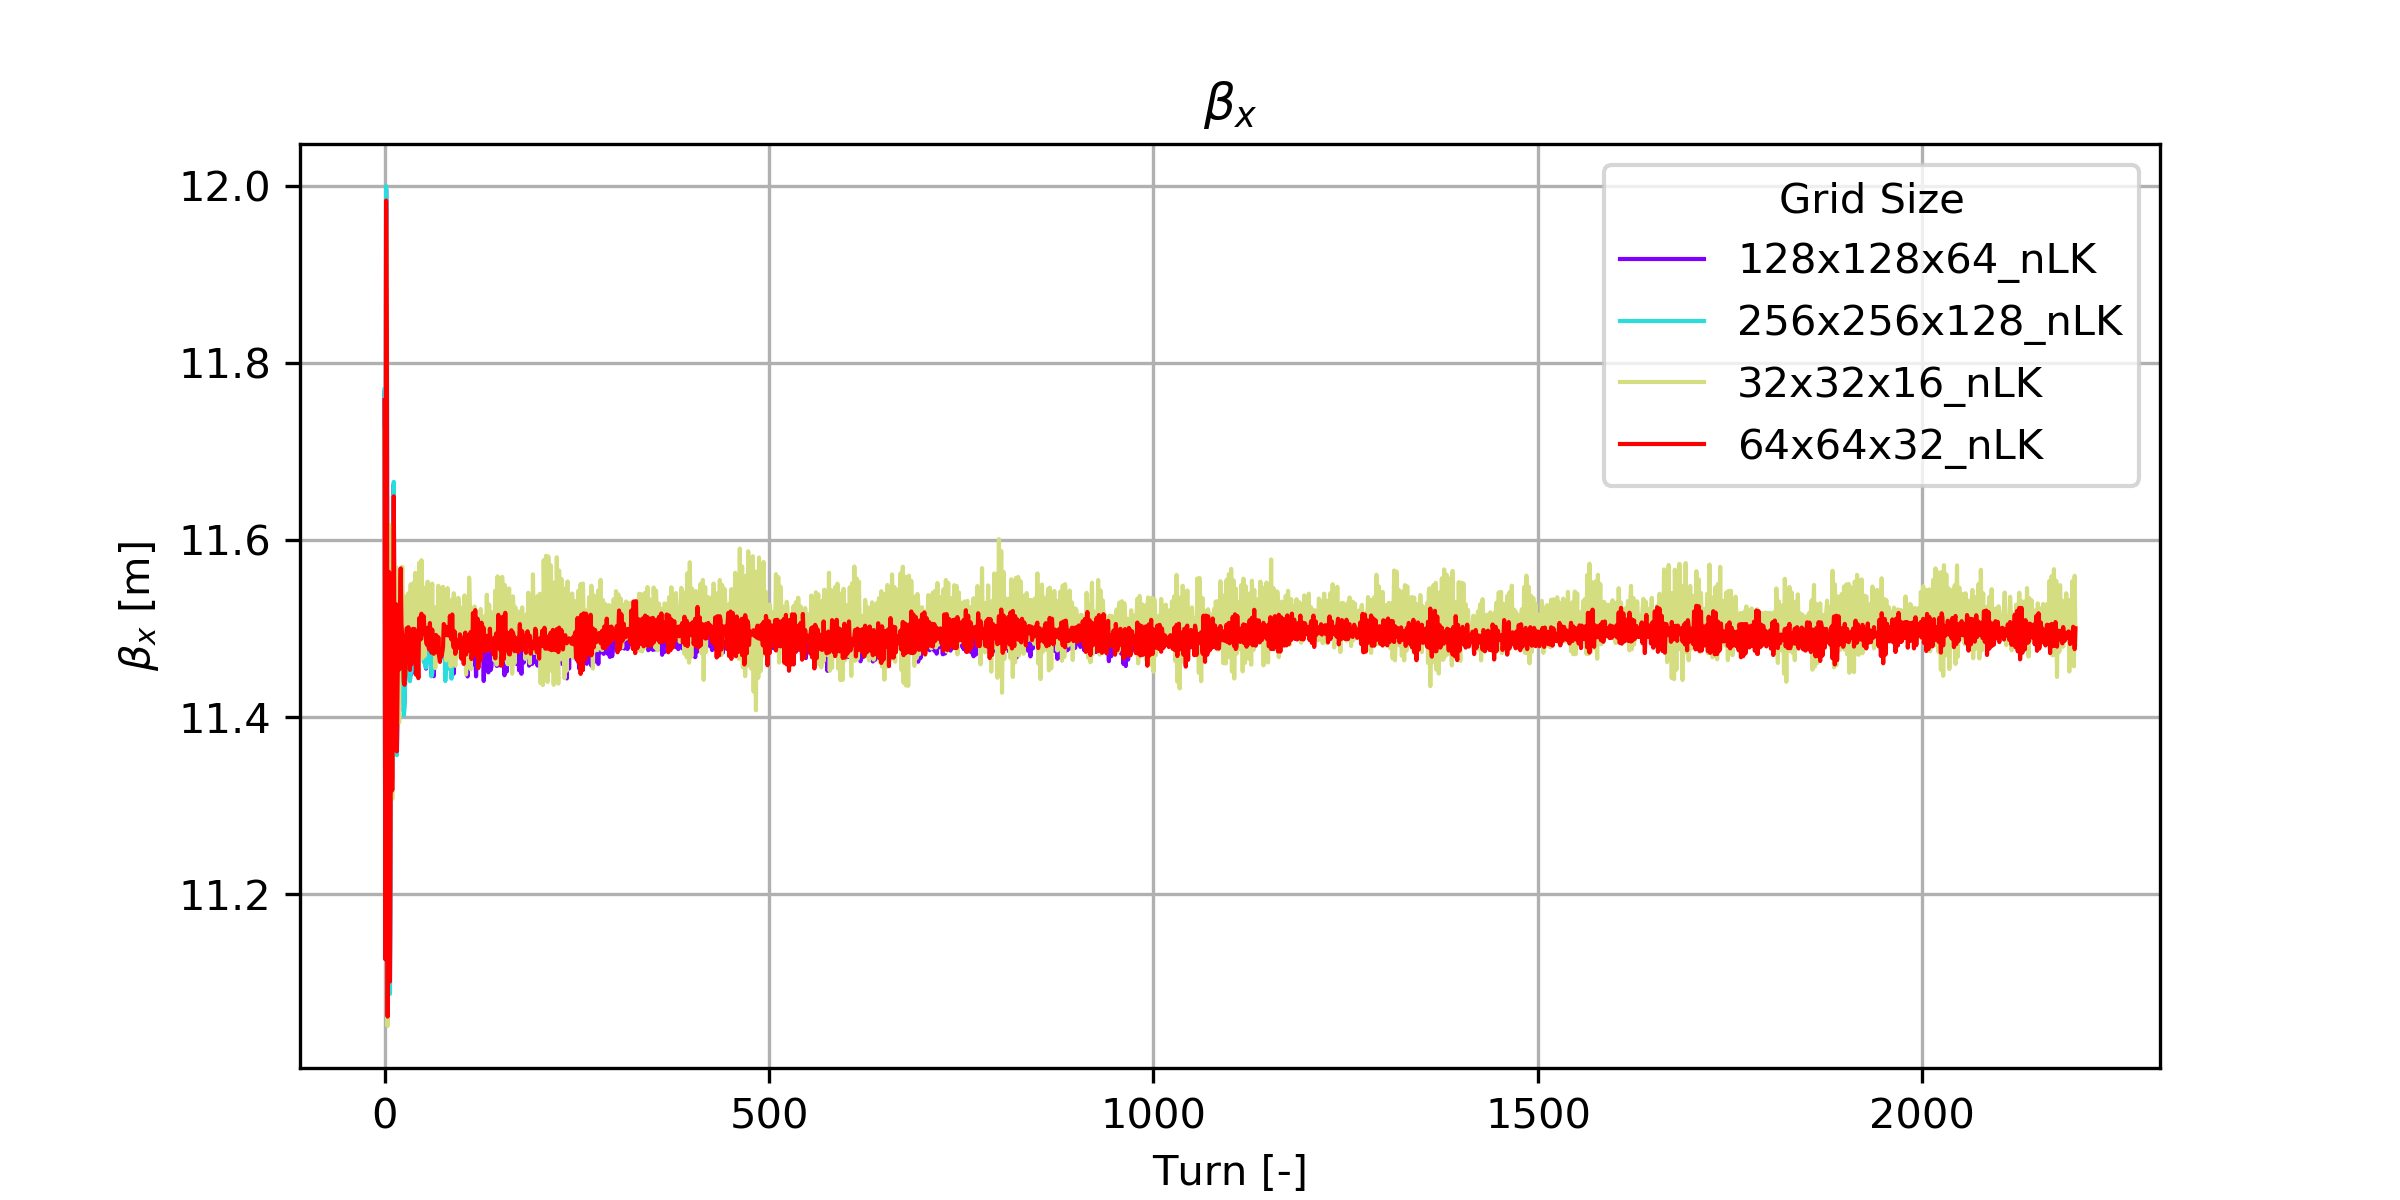 βx
12.0
11.8
11.6
11.4
11.2
βx [m]
Grid Size
128x128x64_nLK
256x256x128_nLK
32x32x16_nLK
64x64x32_nLK
0 500 1000 1500 2000
Turn [-]